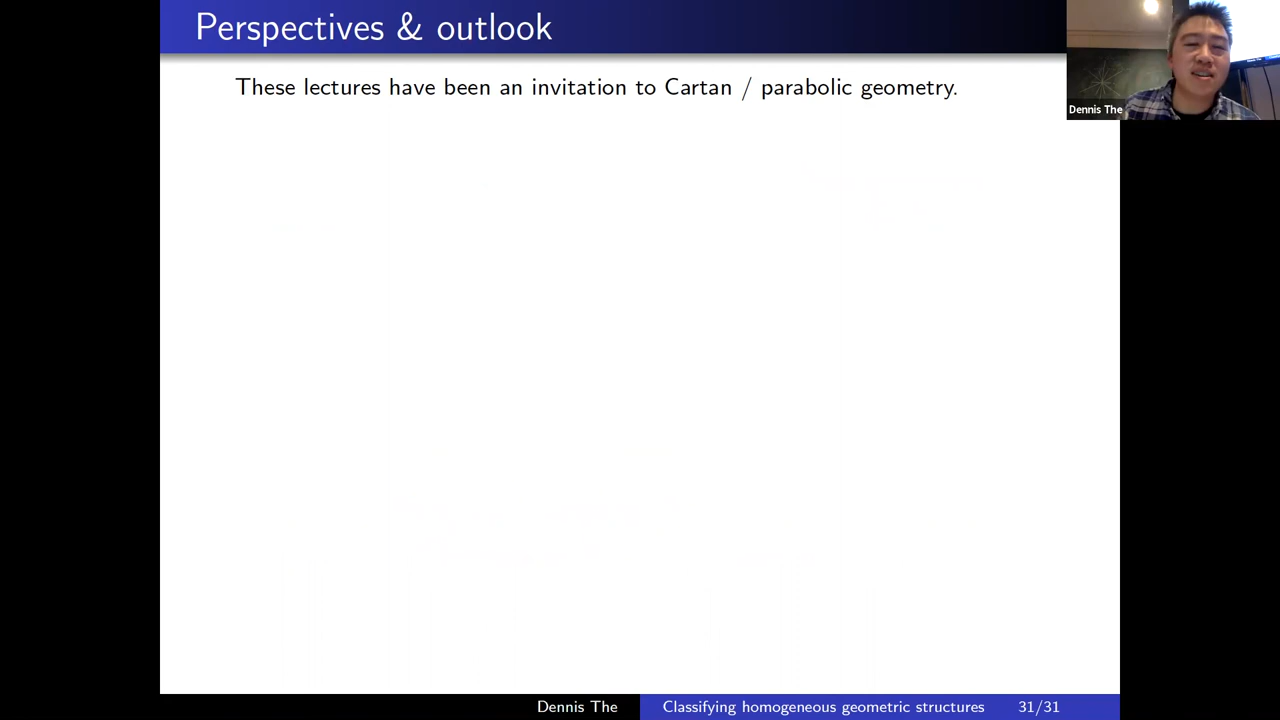 Perspectives & outlook
These lectures have been an invitation to Cartan / parabolic geometry.
Dennis The
Dennis The
Classifying homogeneous geometric structures
31/31